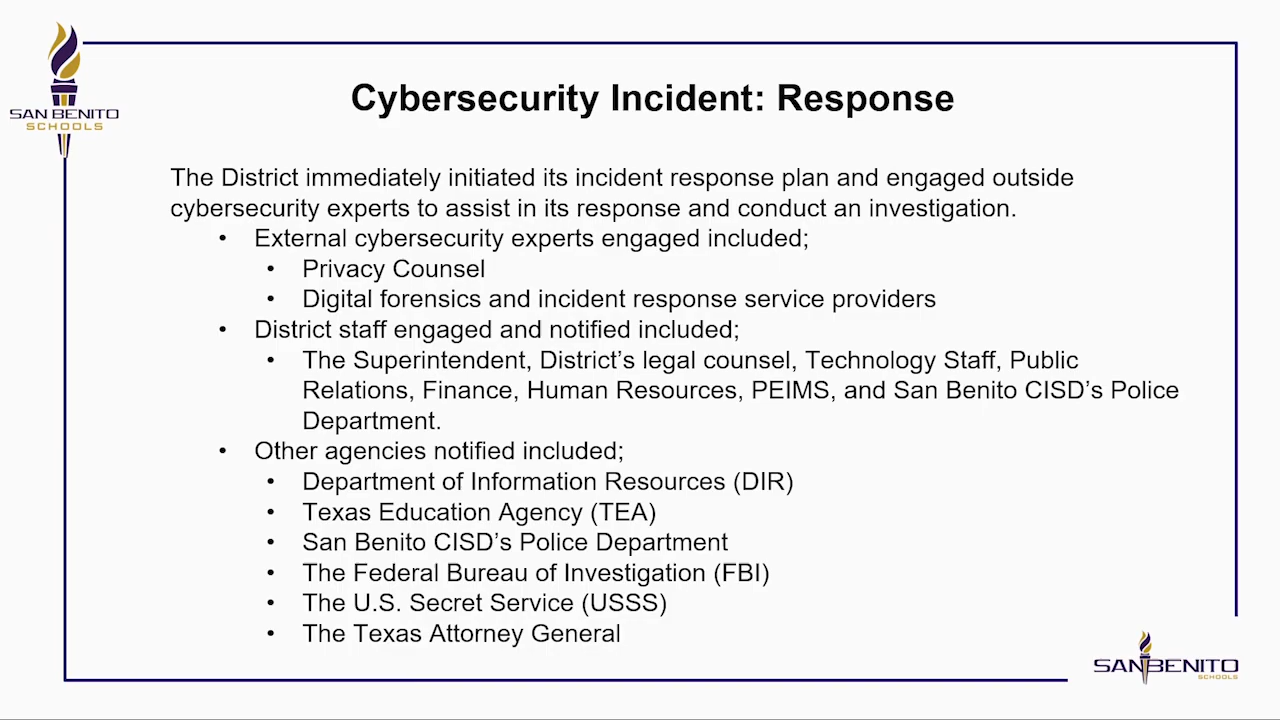 SAN BENITO
SCHOOLS
Cybersecurity Incident: Response
The District immediately initiated its incident response plan and engaged outside
cybersecurity experts to assist in its response and conduct an investigation.
• External cybersecurity experts engaged included;
• Privacy Counsel
• Digital forensics and incident response service providers
• District staff engaged and notified included;
• The Superintendent, District’s legal counsel, Technology Staff, Public
Relations, Finance, Human Resources, PEIMS, and San Benito CISD’s Police
Department.
• Other agencies notified included;
• Department of Information Resources (DIR)
• Texas Education Agency (TEA)
• San Benito CISD’s Police Department
• The Federal Bureau of Investigation (FBI)
• The U.S. Secret Service (USSS)
• The Texas Attorney General
SAN BENITO
SCHOOLS